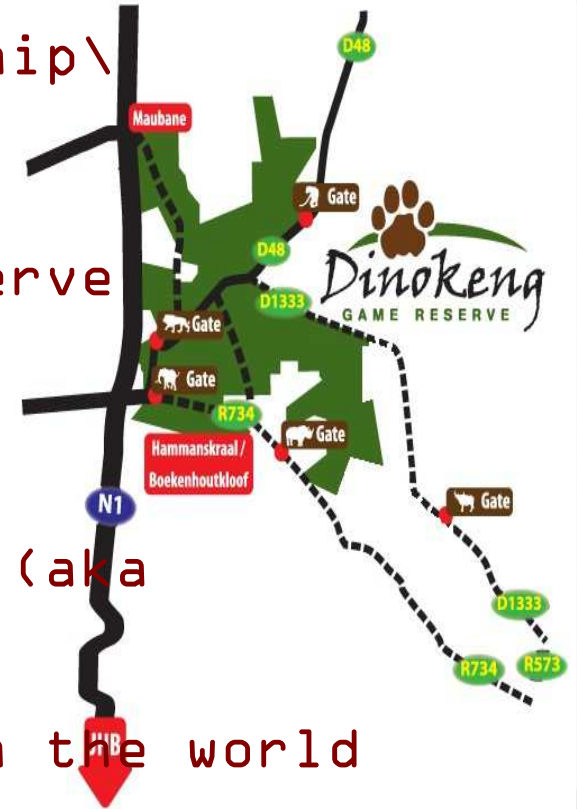 hip\
D48
Maubane
Gate
erve
D48
Dinokeng
GAME RESERVE
D1333
Gate
Gate
R734
Gate
Hammanskraal /
Boekenhoutkloof
N1
Gate
(aka
D1333
R573
R734
JHB
the world